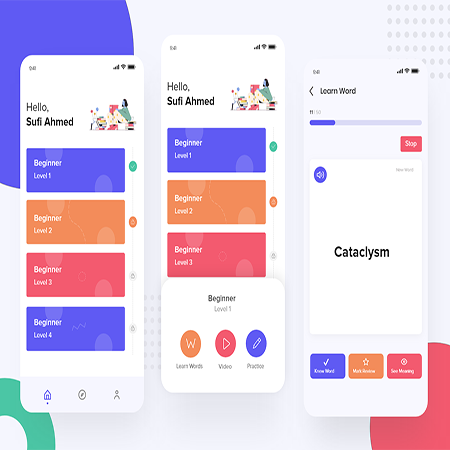 9:41
Hello,
Sufi Ahmed
Beginner
Level 1
Beginner
Level 2
Beginner
Level 3
Beginner
Level 4
9:41
Hello,
Sufi Ahmed
Beginner
Level 1
Beginner
Level 2
Beginner
Level 3
Beginner
Level 1
Learn Words
Video
Practice
9:41
Learn Word
Stop
New Word
Cataclysm
Know Word
Mark Review
See Meaning